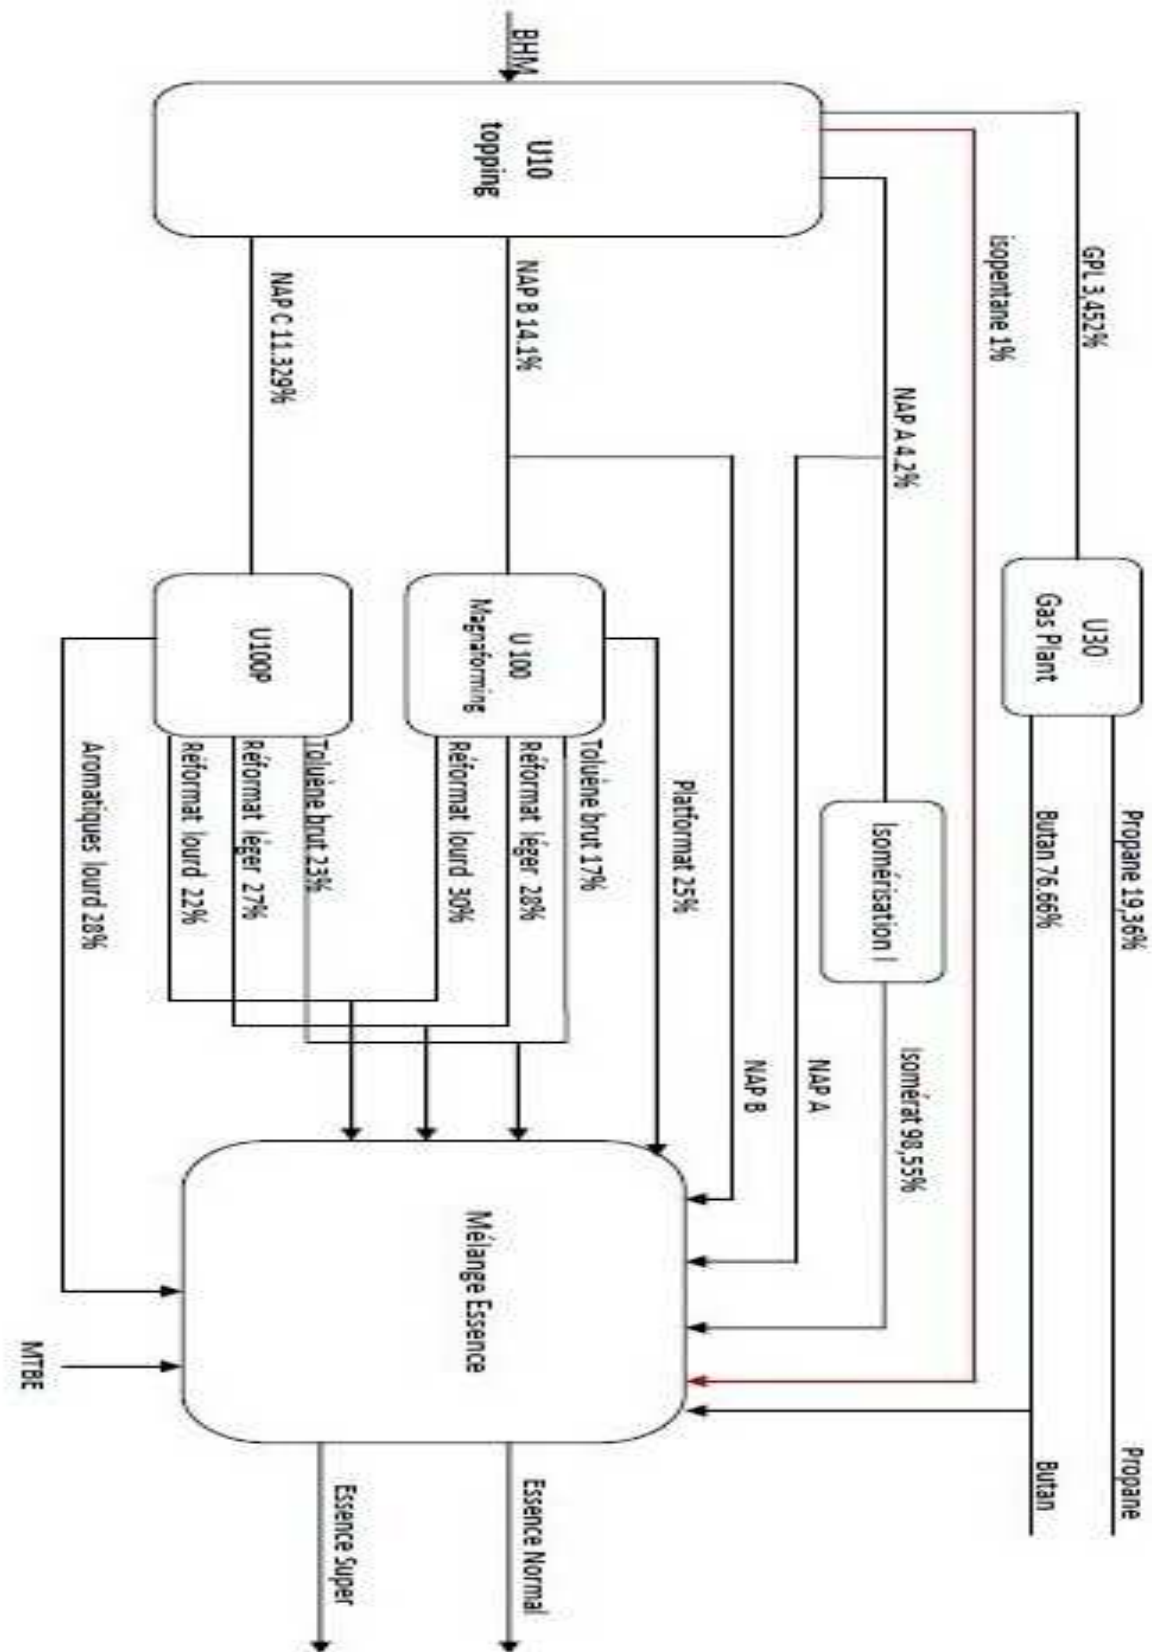 BHM
U10
topping
GPL 3,452%
isopentane 1%
NAP A 4.2%
NAP B 14.1%
NAP C 11.329%
U30
Gas Plant
Propane 19,36%
Butan 76.66%
Propane
Butan
Isomérisation I
Isomérat 98,55%
NAP A
NAP B
U 100
Magnaforming
Platformat 25%
Toluène brut 17%
Réformat léger 28%
Réformat lourd 30%
U100P
Toluène brut 23%
Réformat léger 27%
Réformat lourd 22%
Aromatiques lourd 28%
Mélange Essence
MTBE
Essence Normal
Essence Super